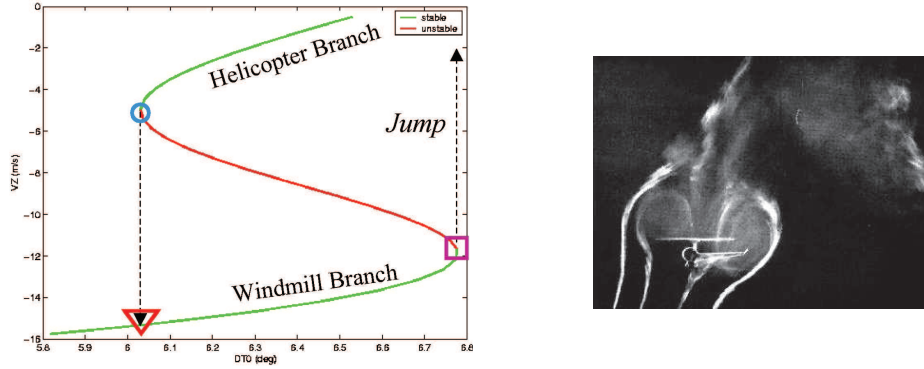 0
stable
unstable
-2
Helicopter Branch
-4
-6
Jump
VZ (m/s)
-8
-10
-12
Windmill Branch
-14
-16
5.8 5.9 6 6.1 6.2 6.3 6.4 6.5 6.6 6.7 6.8
DT0 (deg)